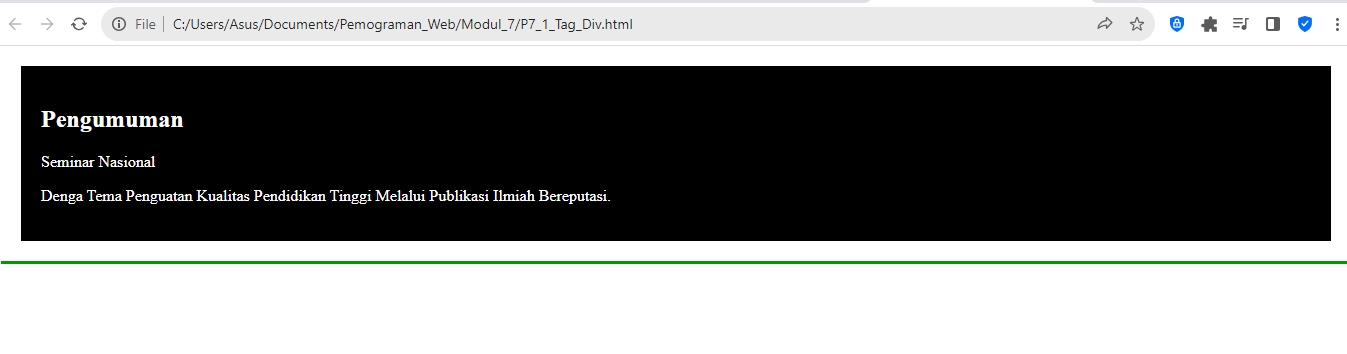 File C:/Users/Asus/Documents/Pemograman_Web/Modul_7/P7_1_Tag_Div.html
Pengumuman
Seminar Nasional
Denga Tema Penguatan Kualitas Pendidikan Tinggi Melalui Publikasi Ilmiah Bereputasi.